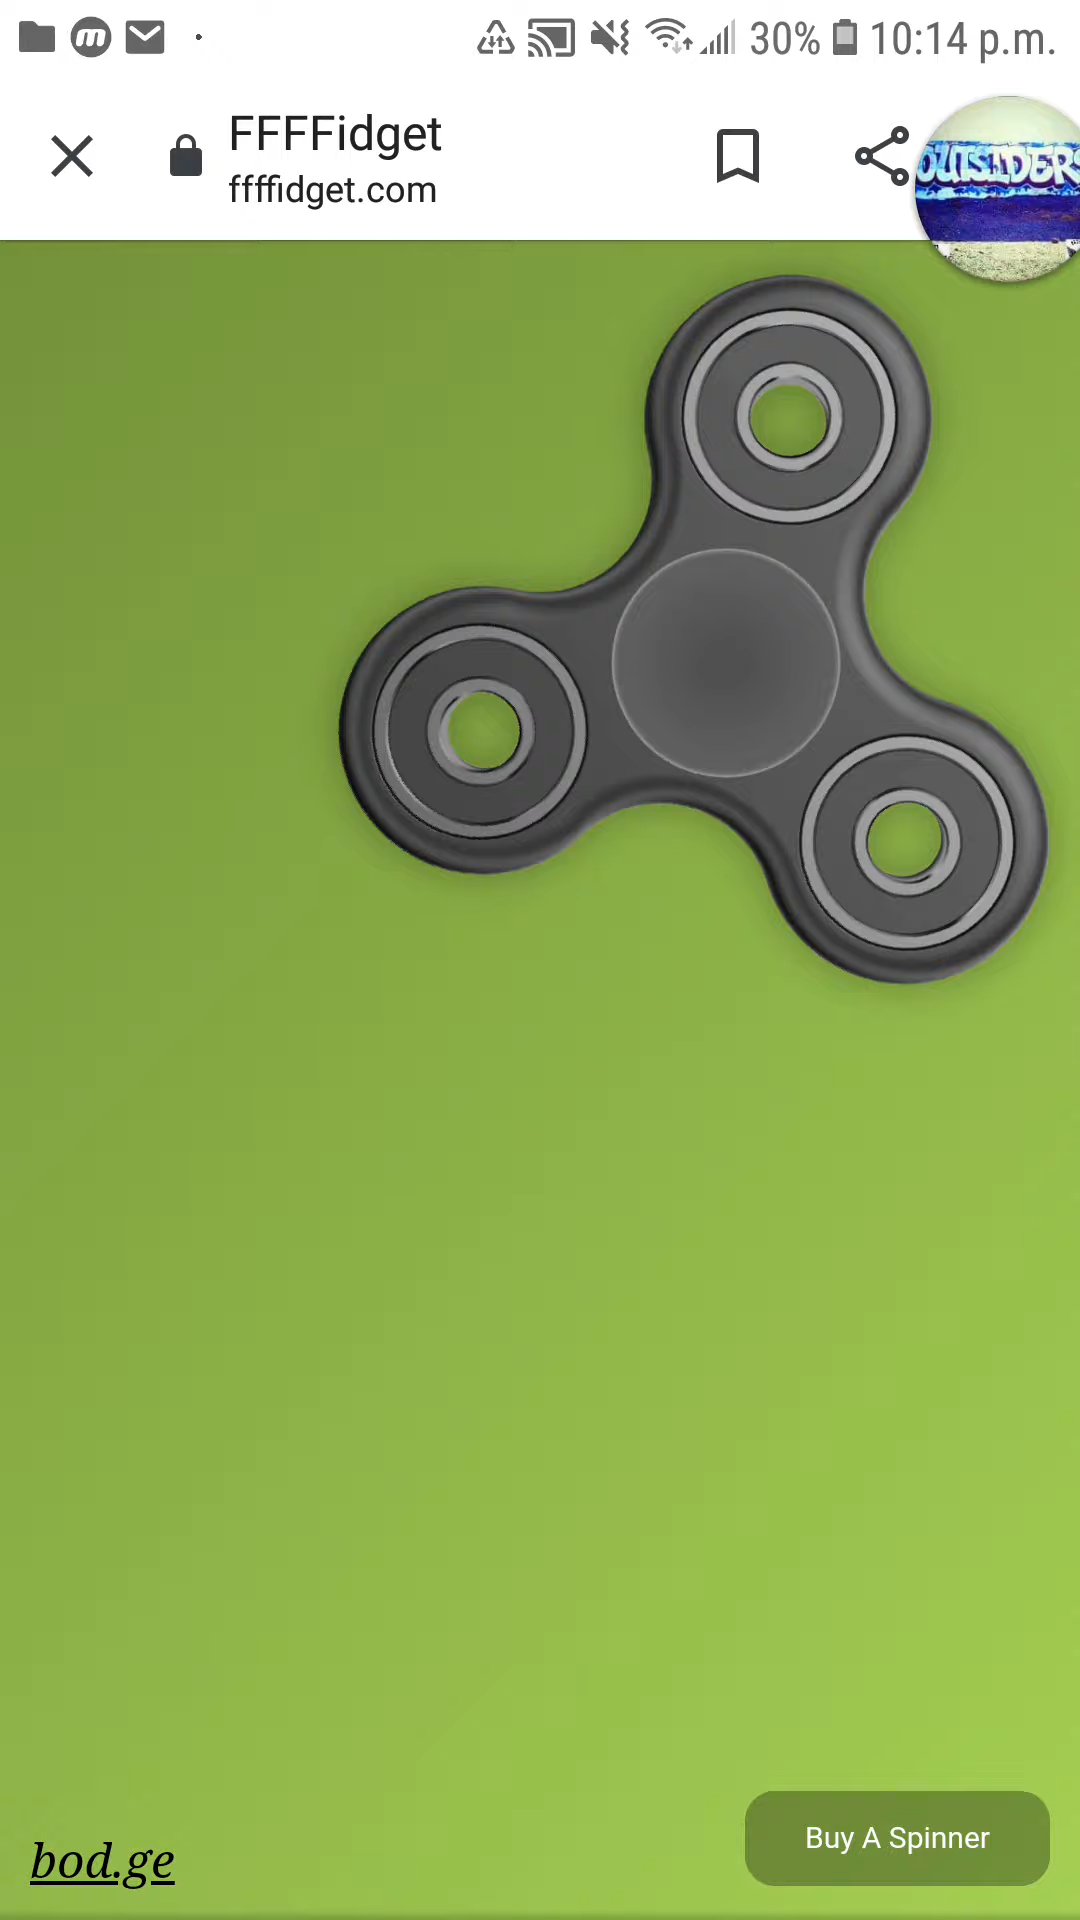 30% 10:14 p.m.
FFFFidget
ffffidget.com
OUTSIDERS
Buy A Spinner
bod.ge